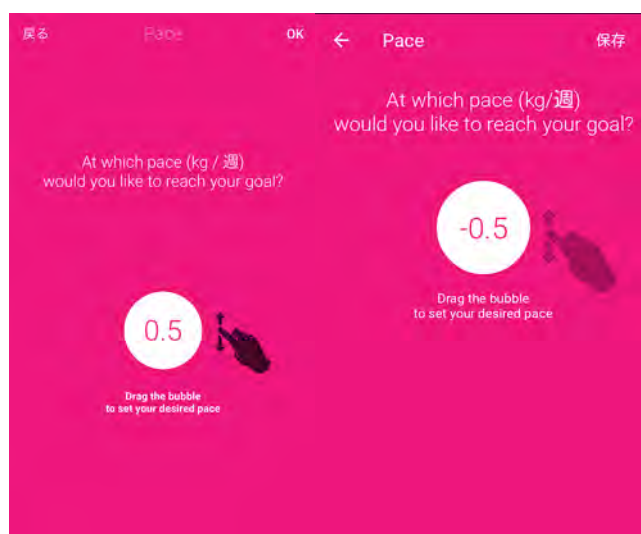 戻る Pace OK
At which pace (kg / 週)
would you like to reach your goal?
0.5
Drag the bubble
to set your desired pace
← Pace 保存
At which pace (kg/週)
would you like to reach your goal?
-0.5
Drag the bubble
to set your desired pace